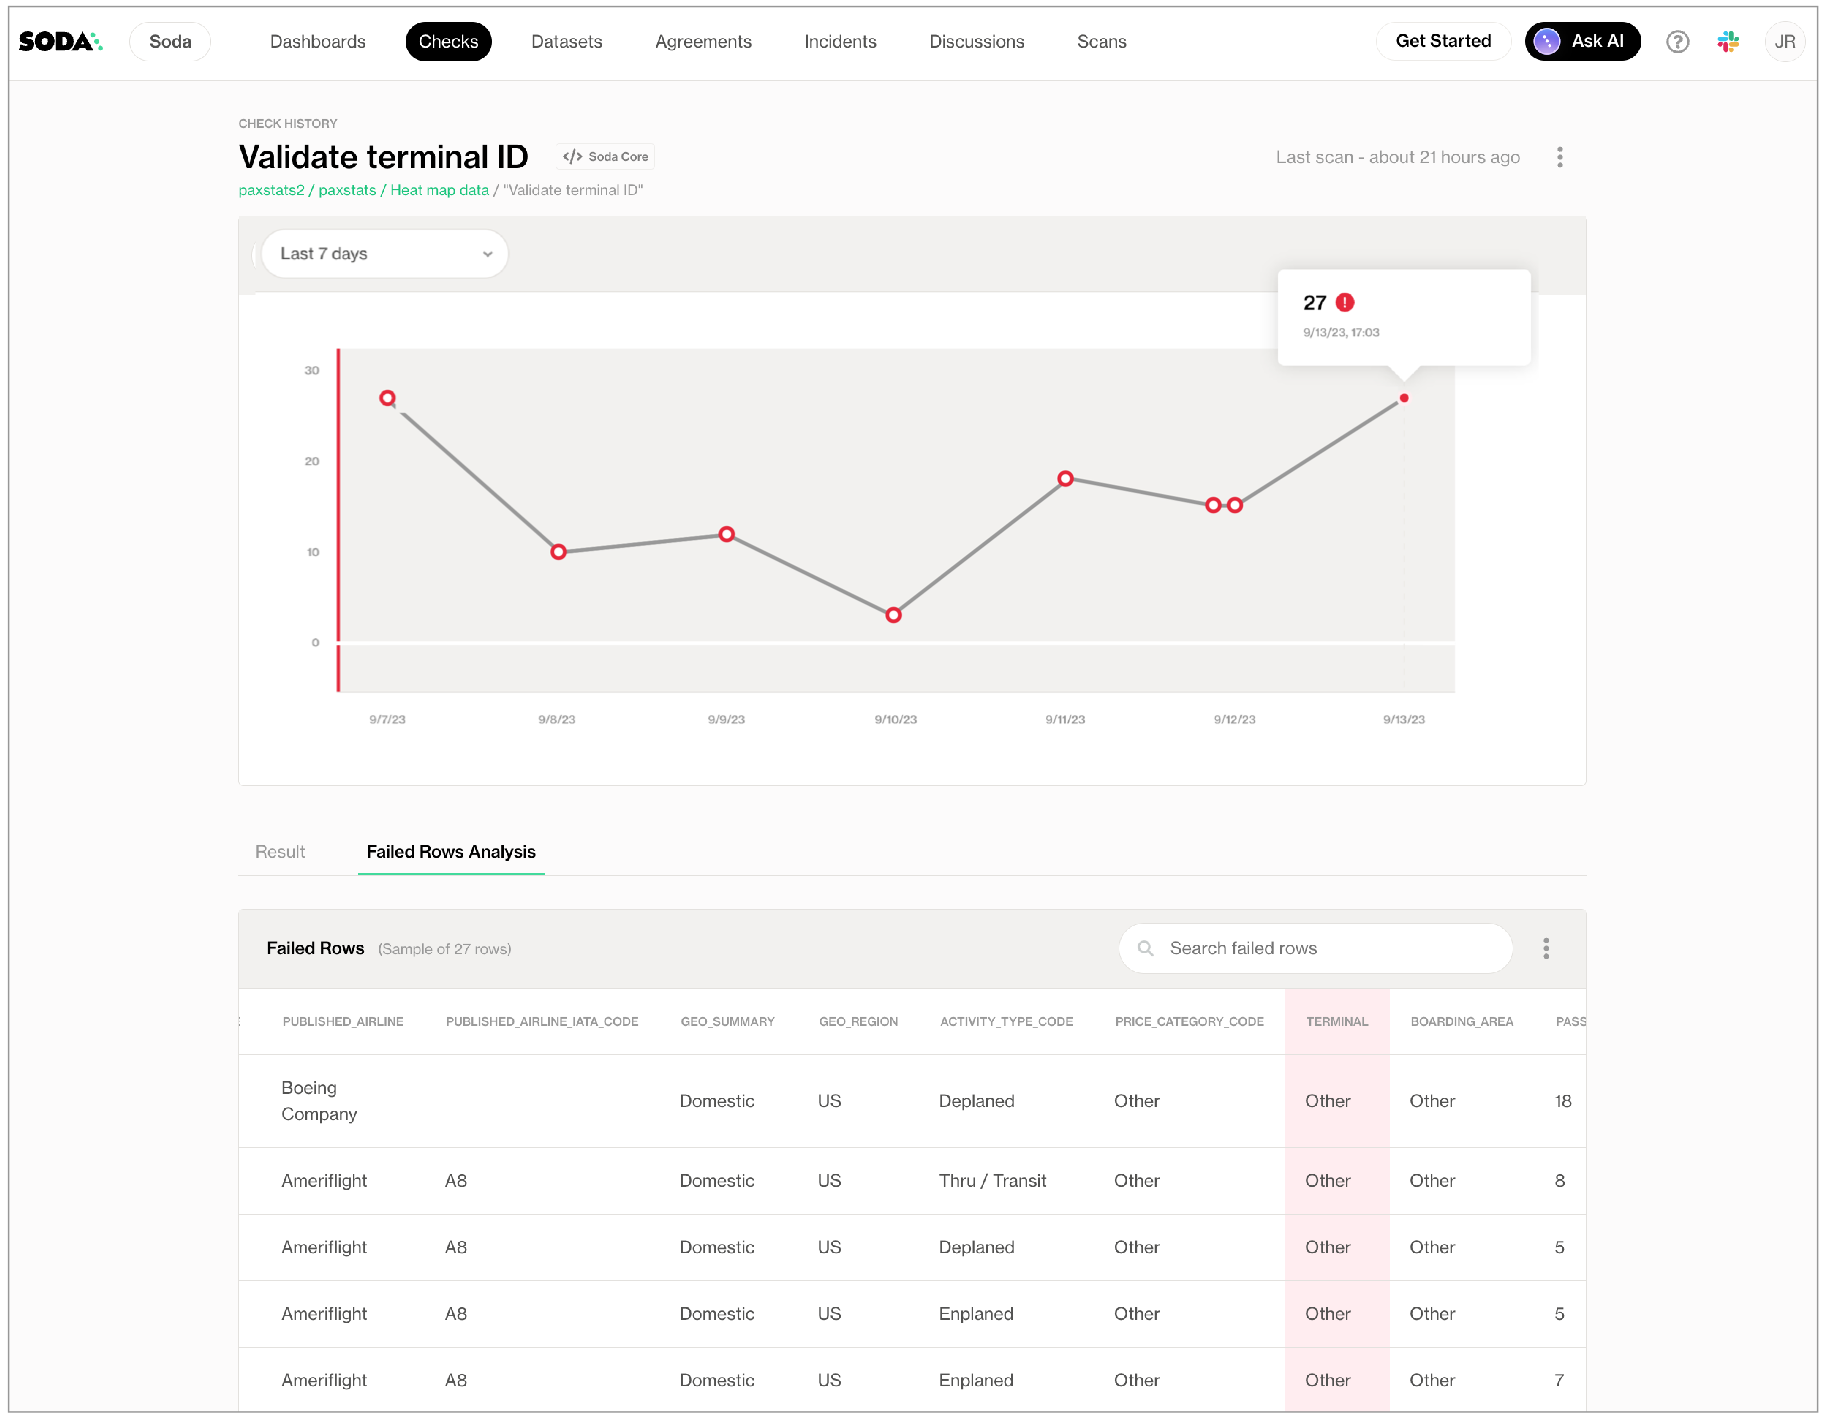 SODA
Soda
Dashboards
Checks
Datasets
Agreements
Incidents
Discussions
Scans
Get Started
Ask AI
?
JR
CHECK HISTORY
Validate terminal ID
</> Soda Core
Last scan - about 21 hours ago
paxstats2 / paxstats / Heat map data / "Validate terminal ID"
Last 7 days
27 !
9/13/23, 17:03
30
20
10
0
9/7/23 9/8/23 9/9/23 9/10/23 9/11/23 9/12/23 9/13/23
Result
Failed Rows Analysis
Failed Rows (Sample of 27 rows)
Search failed rows
PUBLISHED_AIRLINE PUBLISHED_AIRLINE_IATA_CODE GEO_SUMMARY GEO_REGION ACTIVITY_TYPE_CODE PRICE_CATEGORY_CODE TERMINAL BOARDING_AREA PASS
Boeing
Company
Domestic US Deplaned Other Other Other 18
Ameriflight A8 Domestic US Thru / Transit Other Other Other 8
Ameriflight A8 Domestic US Deplaned Other Other Other 5
Ameriflight A8 Domestic US Enplaned Other Other Other 5
Ameriflight A8 Domestic US Enplaned Other Other Other 7